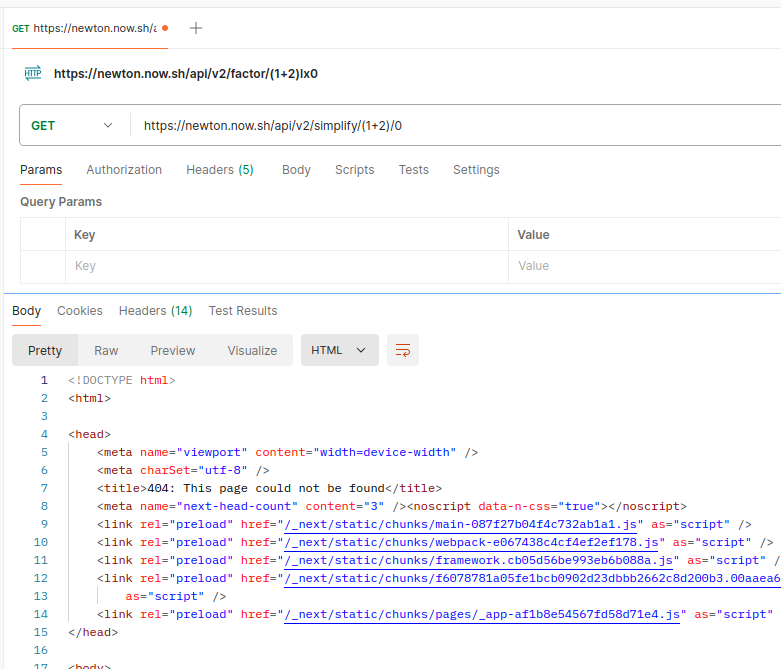 GET https://newton.now.sh/a
HTTP https://newton.now.sh/api/v2/factor/(1+2)lx0
GET https://newton.now.sh/api/v2/simplify/(1+2)/0
Params Authorization Headers (5) Body Scripts Tests Settings
Query Params
Key Value
Key Value
Body Cookies Headers (14) Test Results
Pretty Raw Preview Visualize HTML
1 <!DOCTYPE html>
2 <html>
3
4 <head>
5 <meta name="viewport" content="width=device-width" />
6 <meta charSet="utf-8" />
7 <title>404: This page could not be found</title>
8 <meta name="next-head-count" content="3" /><noscript data-n-css="true"></noscript>
9 <link rel="preload" href="/_next/static/chunks/main-087f27b04f4c732ab1a1.js" as="script" />
10 <link rel="preload" href="/_next/static/chunks/webpack-e067438c4cf4ef2ef178.js" as="script" />
11 <link rel="preload" href="/_next/static/chunks/framework.cb05d56be993eb6b088a.js" as="script" /
12 <link rel="preload" href="/_next/static/chunks/f6078781a05fe1bcb0902d23dbbb2662c8d200b3.00aaea6
13 as="script" />
14 <link rel="preload" href="/_next/static/chunks/pages/_app-af1b8e54567fd58d71e4.js" as="script"
15 </head>
16
17 <body>